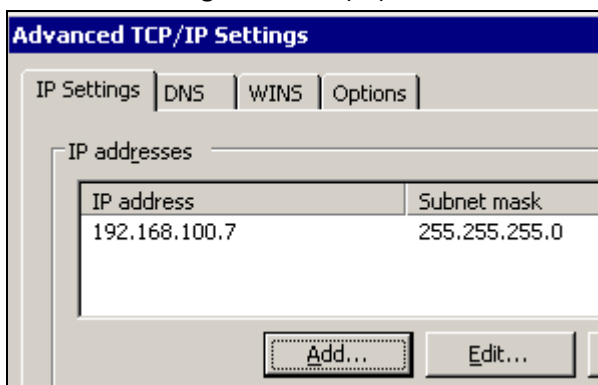 Advanced TCP/IP Settings
IP Settings DNS WINS Options
IP addresses
IP address Subnet mask
192.168.100.7 255.255.255.0
Add... Edit...